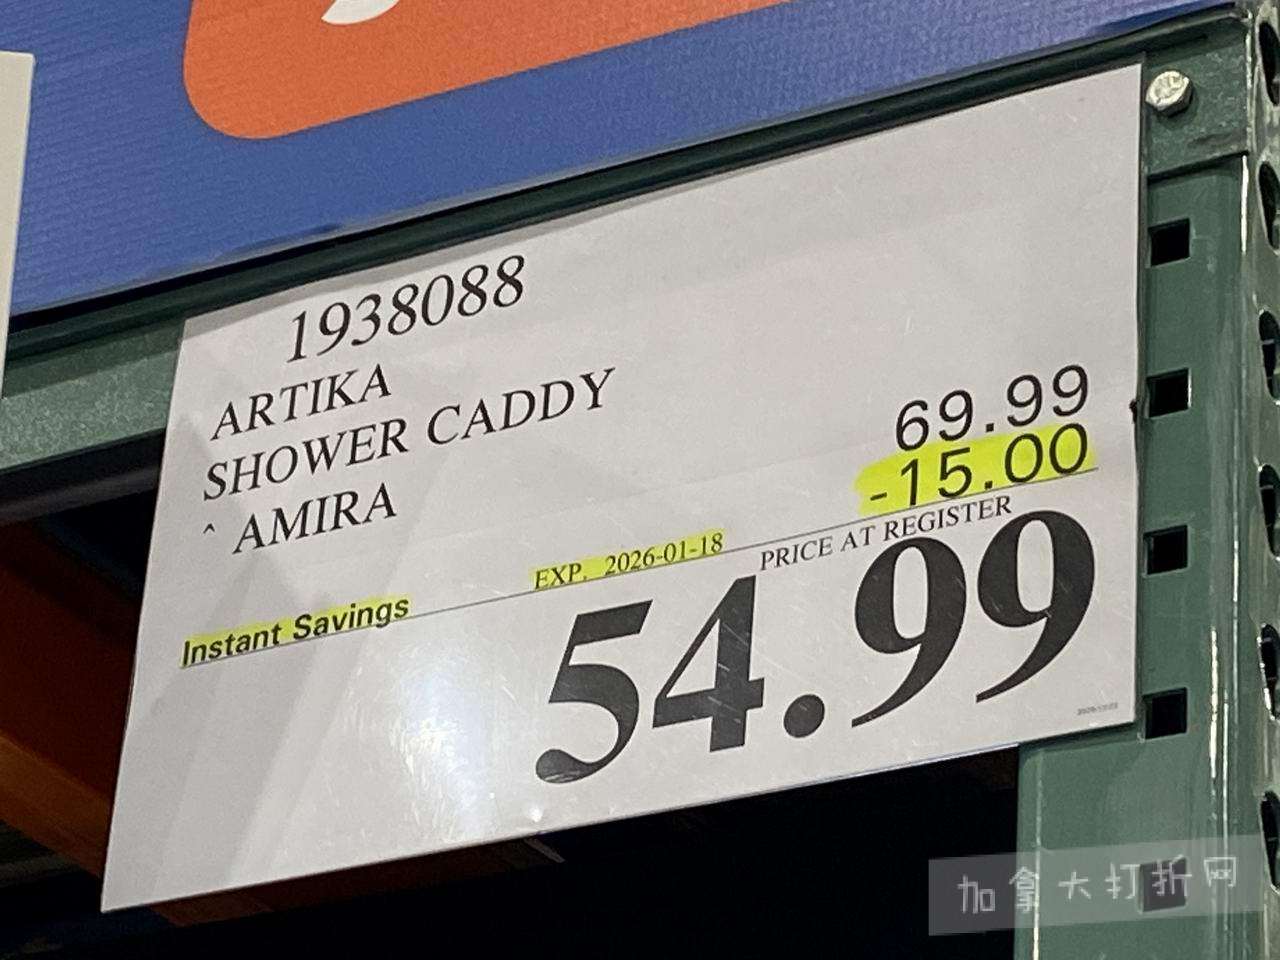 1938088
ARTIKA
SHOWER CADDY
^ AMIRA
69.99
-15.00
EXP. 2026-01-18
PRICE AT REGISTER
Instant Savings
54.99
加拿大打折网